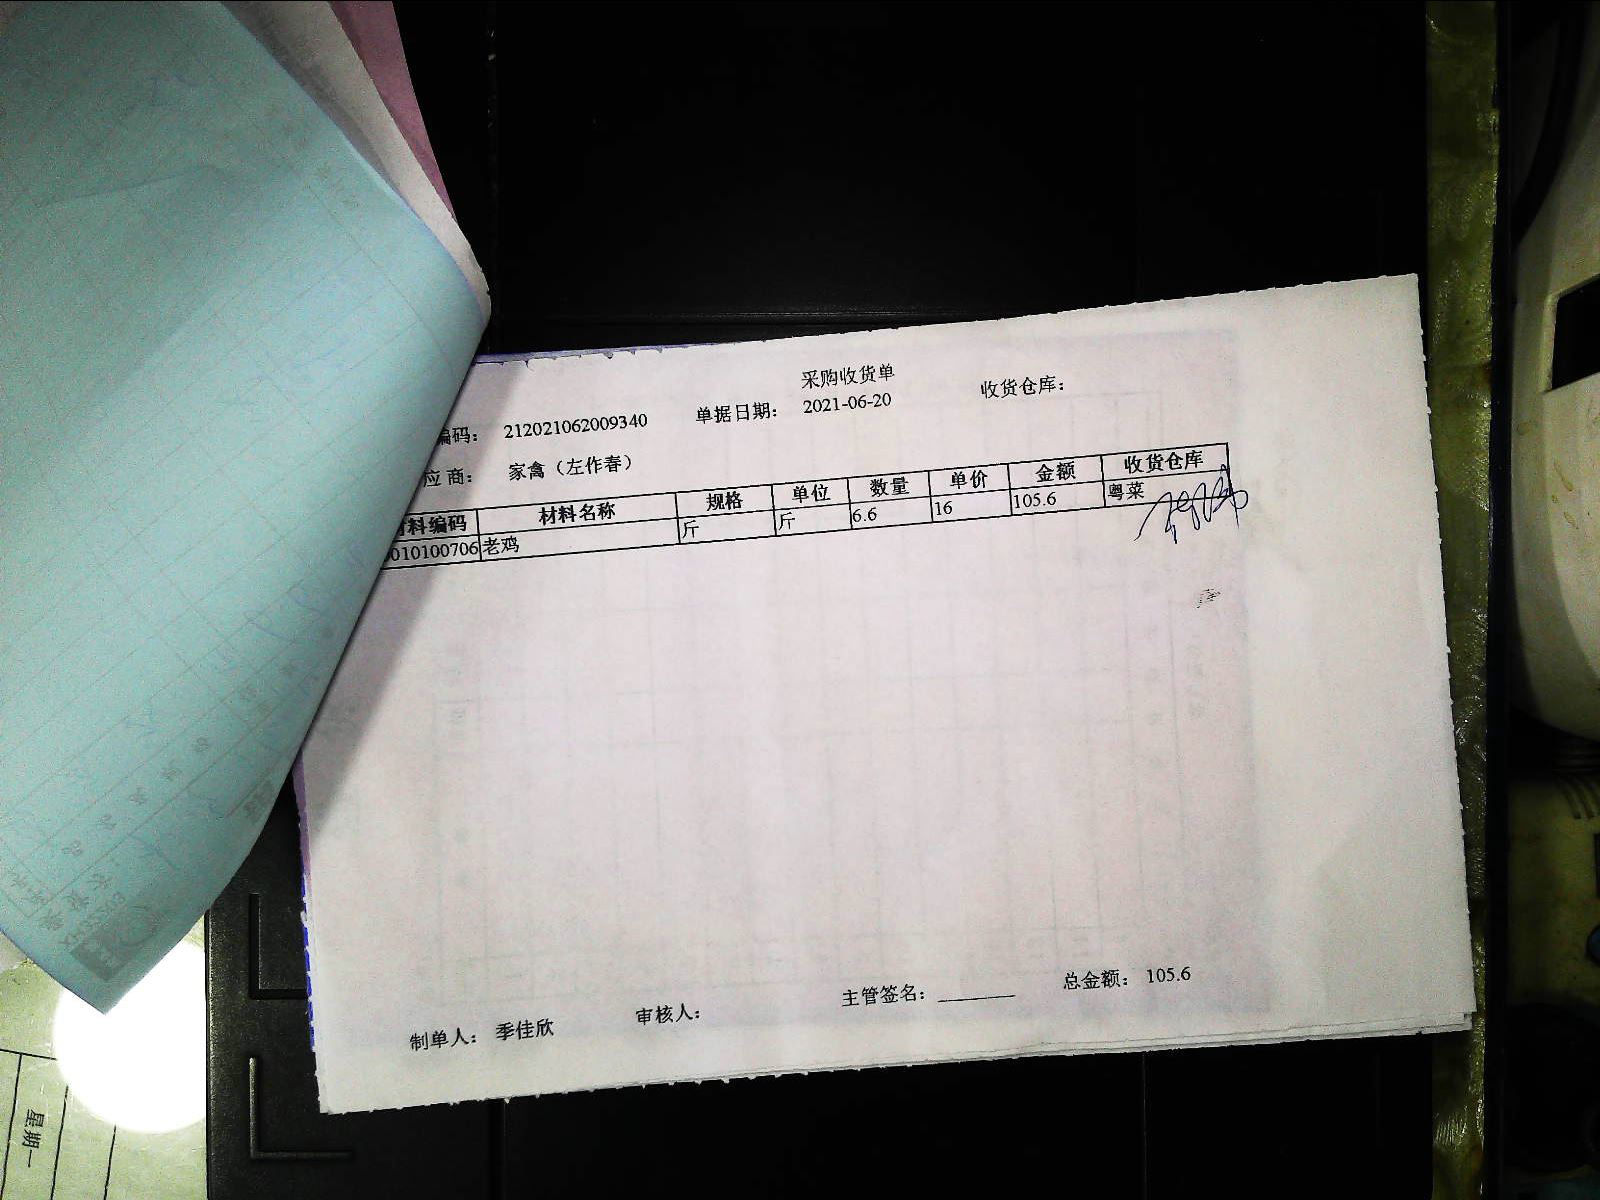 采购收货单
编码： 212021062009340 单据日期： 2021-06-20 收货仓库：
应商： 家禽（左作春）
材料编码 材料名称 规格 单位 数量 单价 金额 收货仓库
010100706 老鸡 斤 斤 6.6 16 105.6 粤菜
制单人： 季佳欣 审核人： 主管签名：________ 总金额： 105.6
星期一